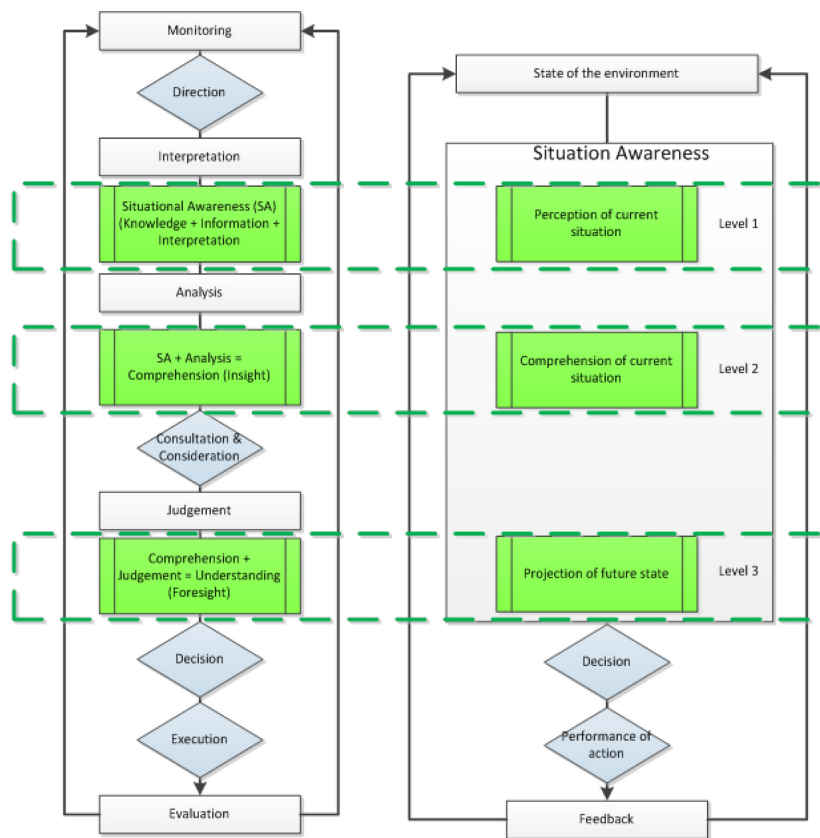 Monitoring
Direction
Interpretation
Situational Awareness (SA)
(Knowledge + Information +
Interpretation
Analysis
SA + Analysis =
Comprehension (Insight)
Consultation &
Consideration
Judgement
Comprehension +
Judgement = Understanding
(Foresight)
Decision
Execution
Evaluation
State of the environment
Situation Awareness
Perception of current
situation
Level 1
Comprehension of current
situation
Level 2
Projection of future state
Level 3
Decision
Performance of
action
Feedback